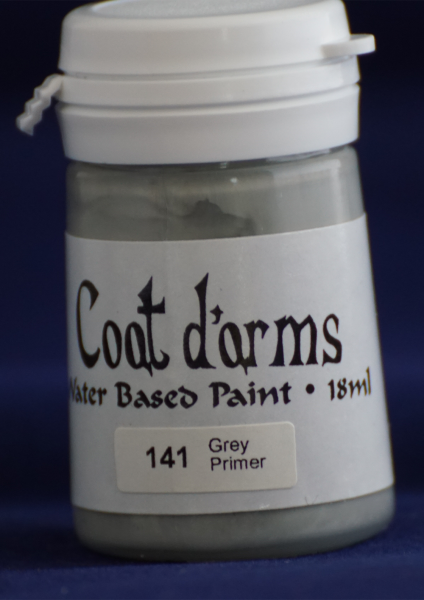 Coat d'arms
Water Based Paint • 18ml
141 Grey
Primer